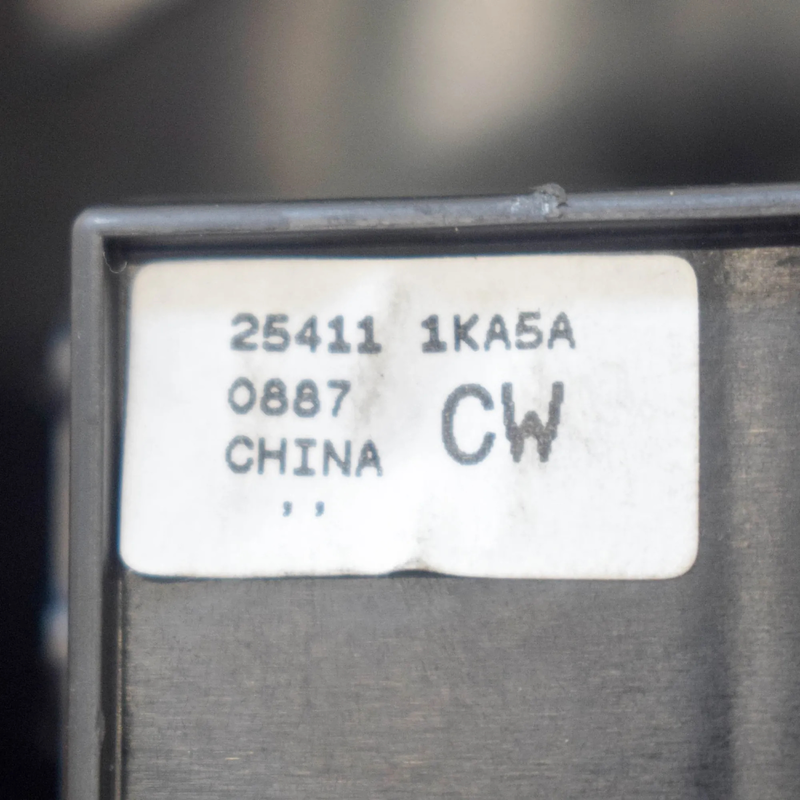 25411 1KA5A
0887 CW
CHINA
,,